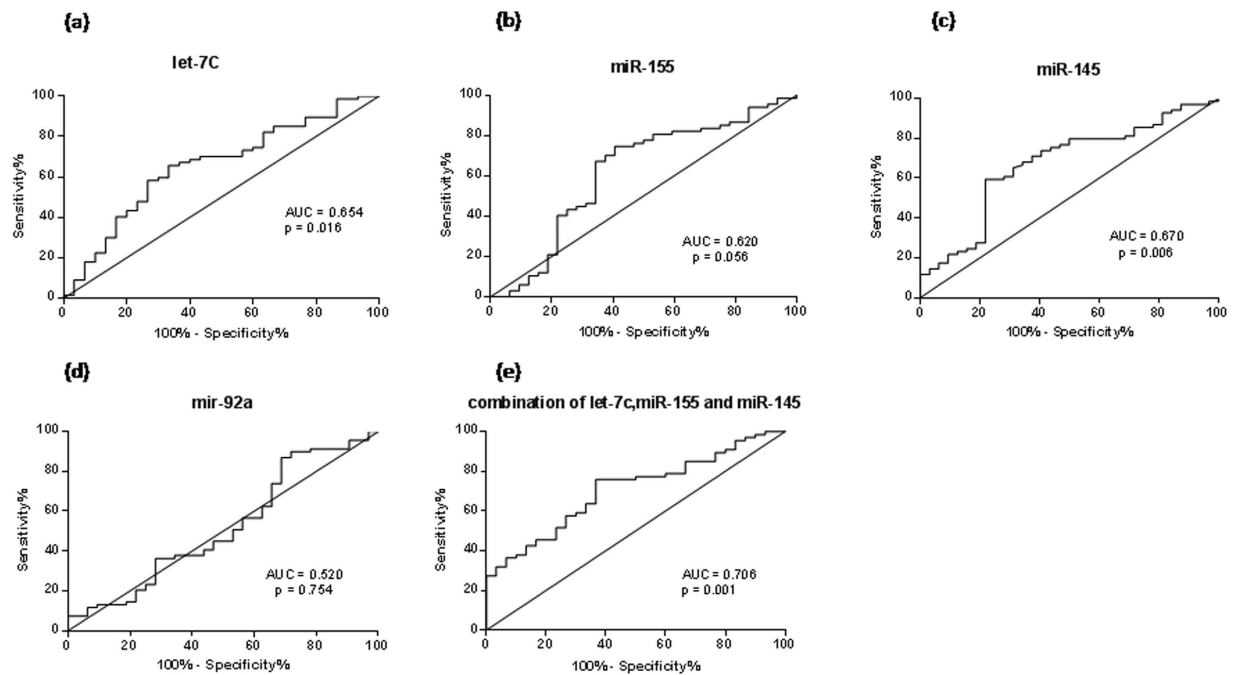 (a)
let-7C
100
80
60
40
20
0
Sensitivity%
AUC = 0.654
p = 0.016
0 20 40 60 80 100
100% - Specificity%
(b)
miR-155
100
80
60
40
20
0
Sensitivity%
AUC = 0.620
p = 0.056
0 20 40 60 80 100
100% - Specificity%
(c)
miR-145
100
80
60
40
20
0
Sensitivity%
AUC = 0.670
p = 0.006
0 20 40 60 80 100
100% - Specificity%
(d)
mir-92a
100
80
60
40
20
0
Sensitivity%
AUC = 0.520
p = 0.754
0 20 40 60 80 100
100% - Specificity%
(e)
combination of let-7c,miR-155 and miR-145
100
80
60
40
20
0
Sensitivity%
AUC = 0.706
p = 0.001
0 20 40 60 80 100
100% - Specificity%